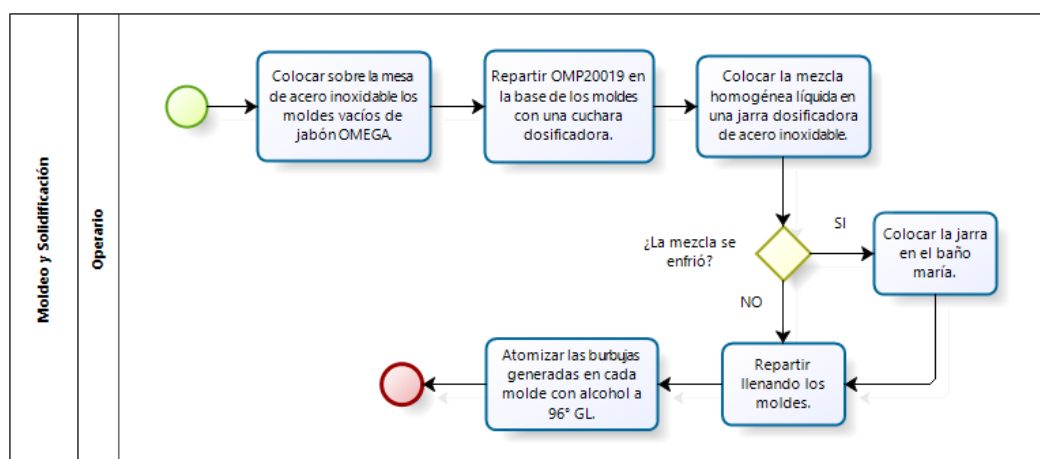 Moldeo y Solidificación
Operario
Colocar sobre la mesa
de acero inoxidable los
moldes vacíos de
jabón OMEGA.
Repartir OMP20019 en
la base de los moldes
con una cuchara
dosificadora.
Colocar la mezcla
homogénea líquida en
una jarra dosificadora
de acero inoxidable.
¿La mezcla se
enfrió?
SI
Colocar la jarra
en el baño
maría.
NO
Repartir
llenando los
moldes.
Atomizar las burbujas
generadas en cada
molde con alcohol a
96° GL.